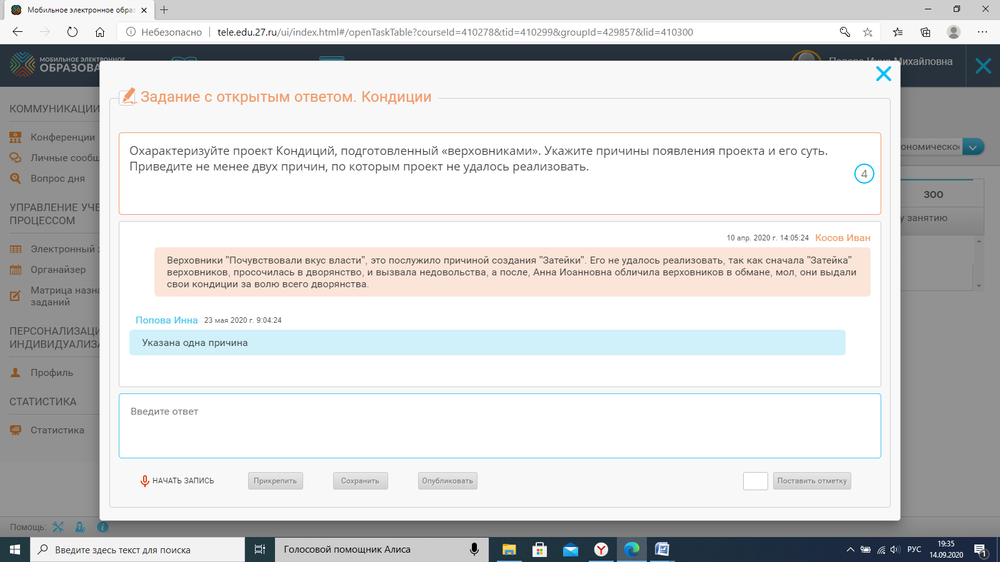 Мобильное электронное образ
Небезопасно
tele.edu.27.ru/ui/index.html#/openTaskTable?courseId=410278&tid=410299&groupId=429857&lid=410300
МОБИЛЬНОЕ ЭЛЕКТРОННОЕ
ОБРАЗОВА
Попова Инна Михайловна
КОММУНИКАЦИИ
Конференции
Личные сообщ
Вопрос дня
УПРАВЛЕНИЕ УЧЕ
ПРОЦЕССОМ
Электронный ж
Органайзер
Матрица назна
заданий
ПЕРСОНАЛИЗАЦИ
ИНДИВИДУАЛИЗА
Профиль
СТАТИСТИКА
Статистика
Помощь:
Задание с открытым ответом. Кондиции
Охарактеризуйте проект Кондиций, подготовленный «верховниками». Укажите причины появления проекта и его суть.
Приведите не менее двух причин, по которым проект не удалось реализовать.
4
10 апр. 2020 г. 14:05:24 Косов Иван
Верховники "Почувствовали вкус власти", это послужило причиной создания "Затейки". Его не удалось реализовать, так как сначала "Затейка"
верховников, просочилась в дворянство, и вызвала недовольства, а после, Анна Иоанновна обличила верховников в обмане, мол, они выдали
свои кондиции за волю всего дворянства.
Попова Инна 23 мая 2020 г. 9:04:24
Указана одна причина
Введите ответ
НАЧАТЬ ЗАПИСЬ
Прикрепить
Сохранить
Опубликовать
Поставить отметку
ономическо
300
у занятию
Введите здесь текст для поиска
Голосовой помощник Алиса
РУС
19:35
14.09.2020
1